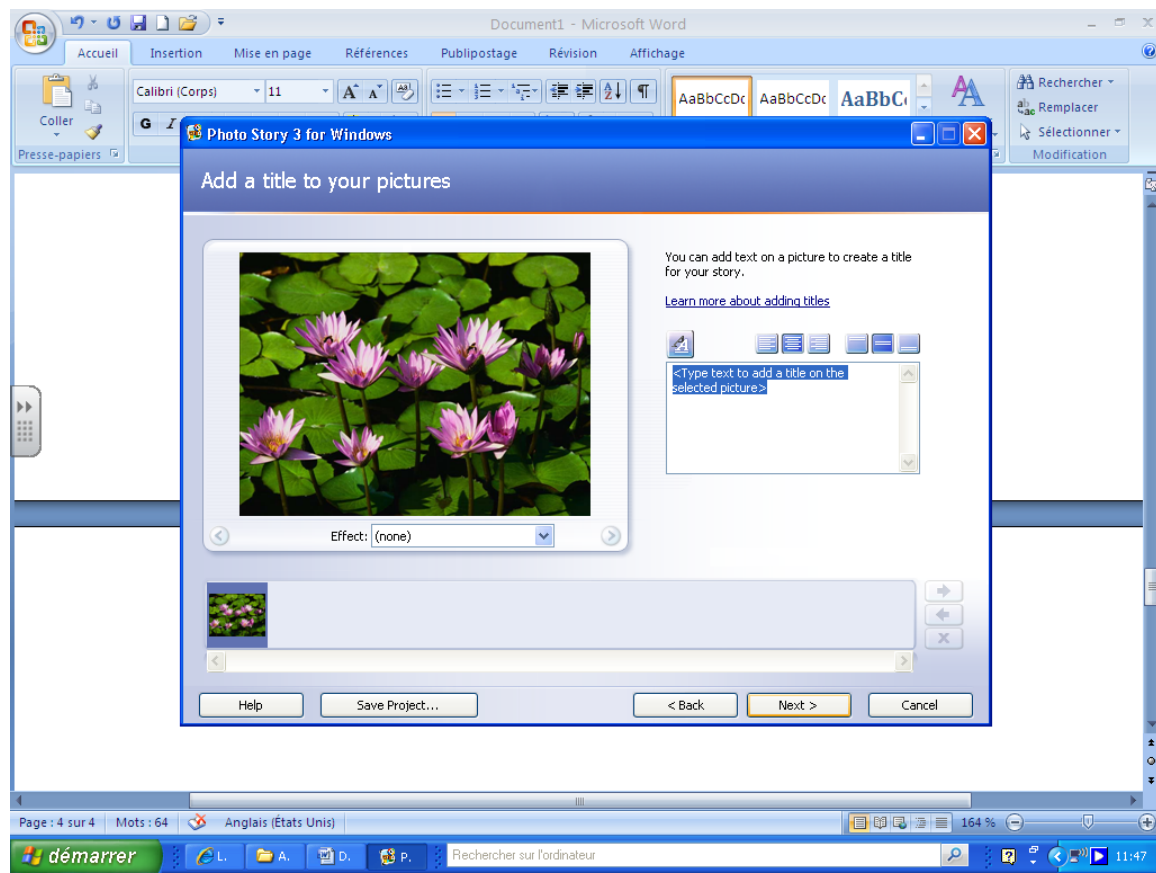 Document1 - Microsoft Word
Accueil Insertion Mise en page Références Publipostage Révision Affichage
Coller
Presse-papiers
Calibri (Corps) 11
G I
AaBbCcDc AaBbCcDc AaBbC
Rechercher
Remplacer
Sélectionner
Modification
Photo Story 3 for Windows
Add a title to your pictures
You can add text on a picture to create a title
for your story.
Learn more about adding titles
<Type text to add a title on the
selected picture>
Effect: (none)
Help Save Project... < Back Next > Cancel
Page : 4 sur 4 Mots : 64 Anglais (États Unis) 164 %
démarrer L. A. D. P. Rechercher sur l'ordinateur 11:47